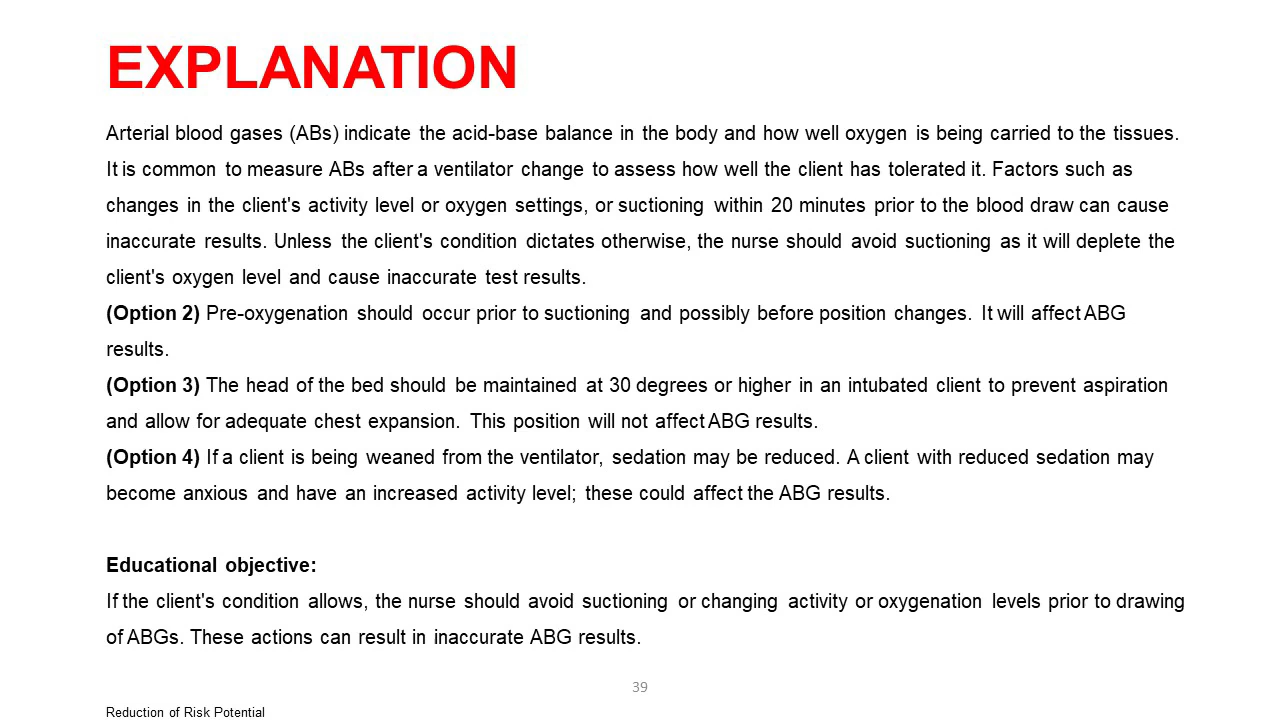 EXPLANATION
Arterial blood gases (ABs) indicate the acid-base balance in the body and how well oxygen is being carried to the tissues.
It is common to measure ABs after a ventilator change to assess how well the client has tolerated it. Factors such as
changes in the client's activity level or oxygen settings, or suctioning within 20 minutes prior to the blood draw can cause
inaccurate results. Unless the client's condition dictates otherwise, the nurse should avoid suctioning as it will deplete the
client's oxygen level and cause inaccurate test results.
(Option 2) Pre-oxygenation should occur prior to suctioning and possibly before position changes. It will affect ABG
results.
(Option 3) The head of the bed should be maintained at 30 degrees or higher in an intubated client to prevent aspiration
and allow for adequate chest expansion. This position will not affect ABG results.
(Option 4) If a client is being weaned from the ventilator, sedation may be reduced. A client with reduced sedation may
become anxious and have an increased activity level; these could affect the ABG results.
Educational objective:
If the client's condition allows, the nurse should avoid suctioning or changing activity or oxygenation levels prior to drawing
of ABGs. These actions can result in inaccurate ABG results.
39
Reduction of Risk Potential